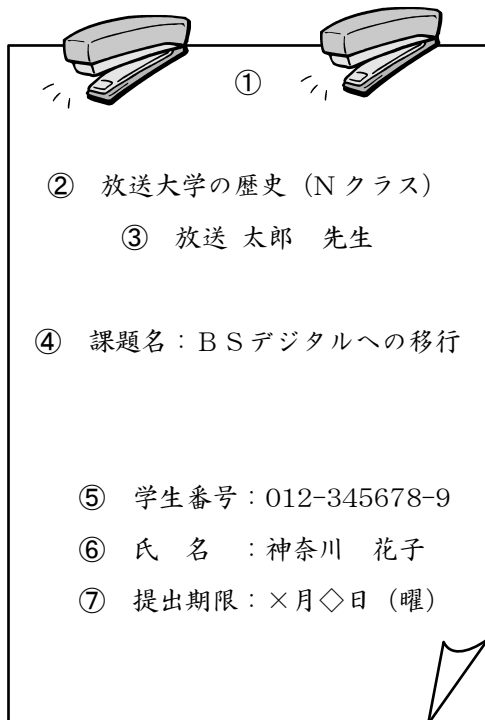 ①
② 放送大学の歴史（Nクラス）
③ 放送 太郎　先生
④ 課題名：ＢＳデジタルへの移行
⑤ 学生番号：012-345678-9
⑥ 氏　名　：神奈川　花子
⑦ 提出期限：×月◇日（曜）